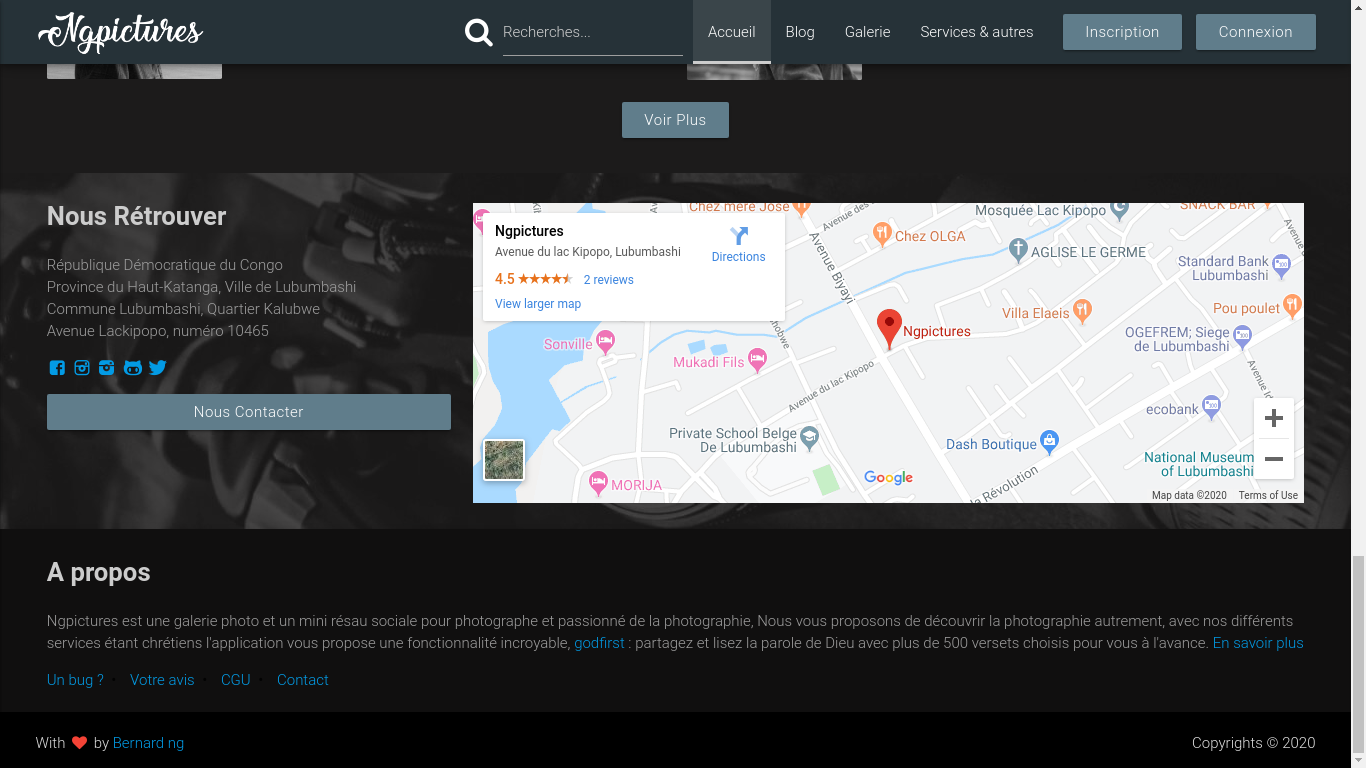 Ngpictures
Recherches...
Accueil
Blog
Galerie
Services & autres
Inscription
Connexion
Voir Plus
Nous Rétrouver
République Démocratique du Congo
Province du Haut-Katanga, Ville de Lubumbashi
Commune Lubumbashi, Quartier Kalubwe
Avenue Lackipopo, numéro 10465
Nous Contacter
Ngpictures
Avenue du lac Kipopo, Lubumbashi
4.5
2 reviews
View larger map
Directions
Chez mère José
Avenue des
Mosquée Lac Kipopo
SNACK BAR
Chez OLGA
AGLISE LE GERME
Avenue Biyayi
Standard Bank
Lubumbashi
Villa Elaeis
Pou poulet
Ngpictures
OGEFREM; Siege
de Lubumbashi
Sonville
Mukadi Fils
Avenue du lac Kipopo
ecobank
Private School Belge
De Lubumbashi
Dash Boutique
National Museum
of Lubumbashi
MORIJA
Google
la Révolution
Map data ©2020
Terms of Use
A propos
Ngpictures est une galerie photo et un mini résau sociale pour photographe et passionné de la photographie, Nous vous proposons de découvrir la photographie autrement, avec nos différents
services étant chrétiens l'application vous propose une fonctionnalité incroyable, godfirst : partagez et lisez la parole de Dieu avec plus de 500 versets choisis pour vous à l'avance. En savoir plus
Un bug ? • Votre avis • CGU • Contact
With ❤ by Bernard ng
Copyrights © 2020